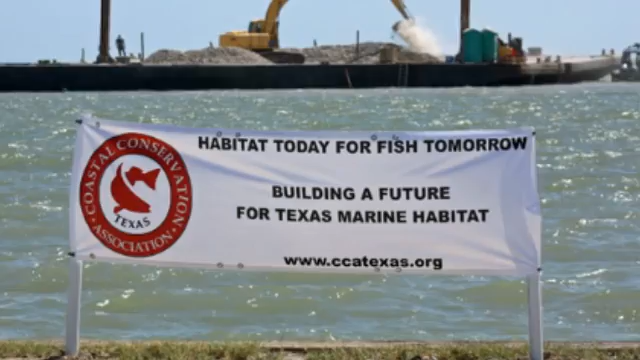 COASTAL CONSERVATION
TEXAS
ASSOCIATION
HABITAT TODAY FOR FISH TOMORROW
BUILDING A FUTURE
FOR TEXAS MARINE HABITAT
www.ccatexas.org